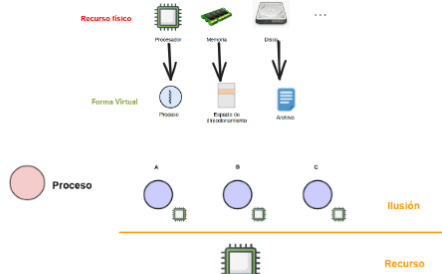 Recurso físico
Procesador
Memoria
Disco
...
Forma Virtual
Proceso
Espacio de
direccionamiento
Archivo
Proceso
A
B
C
Ilusión
Recurso